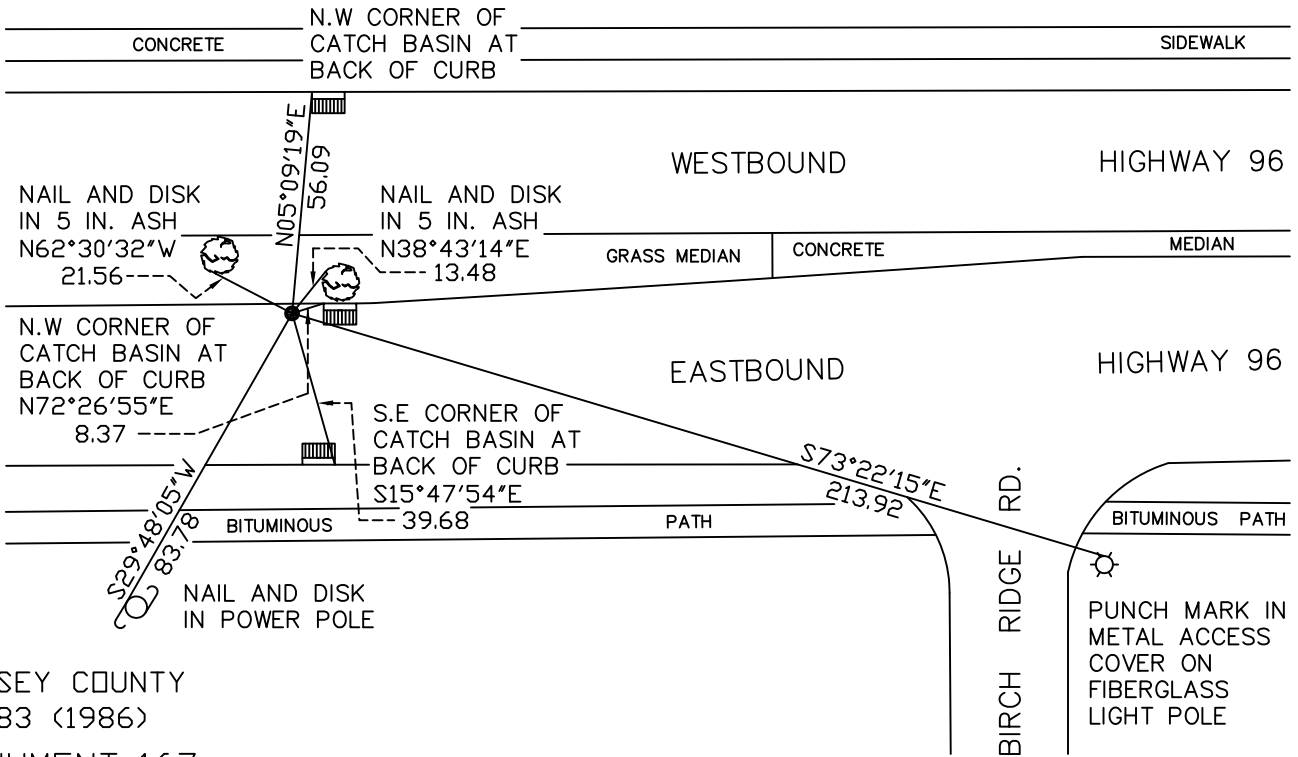 N.W CORNER OF
CATCH BASIN AT
BACK OF CURB
CONCRETE
SIDEWALK
N05°09'19"E
56.09
WESTBOUND
HIGHWAY 96
NAIL AND DISK
IN 5 IN. ASH
N62°30'32"W
21.56
NAIL AND DISK
IN 5 IN. ASH
N38°43'14"E
13.48
GRASS MEDIAN
CONCRETE
MEDIAN
N.W CORNER OF
CATCH BASIN AT
BACK OF CURB
N72°26'55"E
8.37
EASTBOUND
HIGHWAY 96
S.E CORNER OF
CATCH BASIN AT
BACK OF CURB
S15°47'54"E
39.68
S73°22'15"E
213.92
S29°48'05"W
83.78
BITUMINOUS
PATH
BITUMINOUS PATH
NAIL AND DISK
IN POWER POLE
BIRCH RIDGE RD.
PUNCH MARK IN
METAL ACCESS
COVER ON
FIBERGLASS
LIGHT POLE
SEY COUNTY
83 (1986)